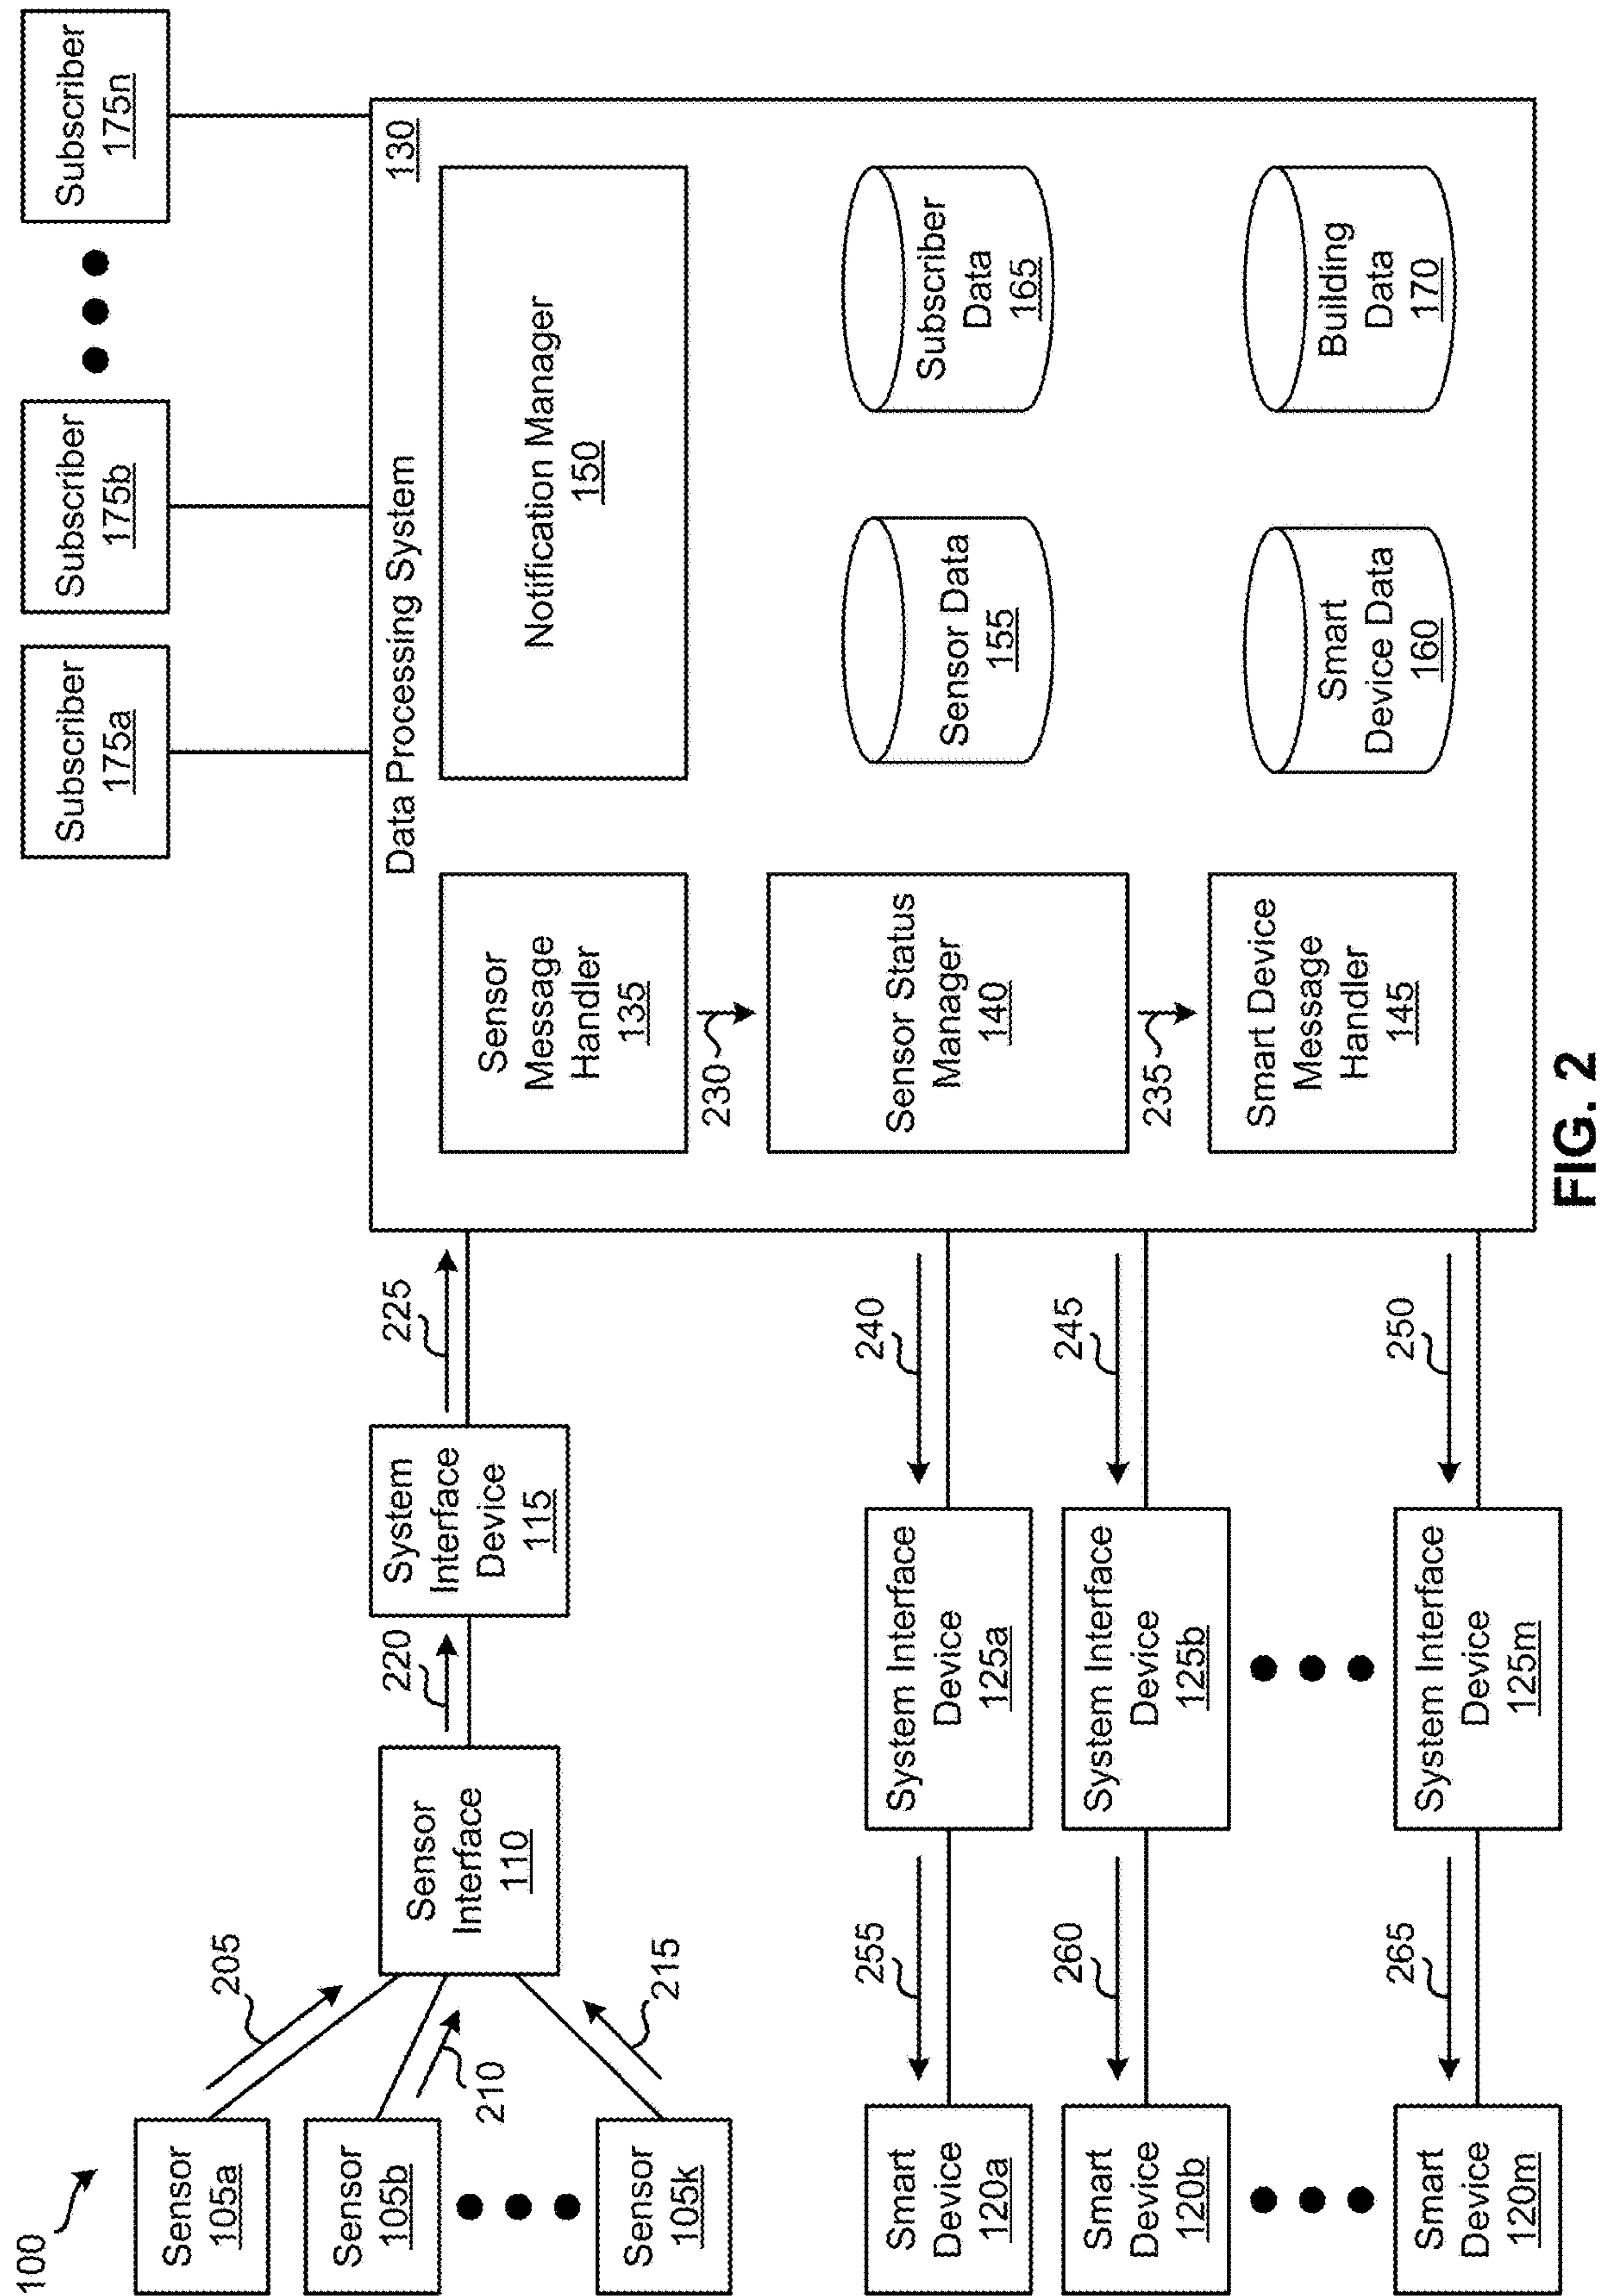 100
Sensor
105a
Sensor
105b
Sensor
105k
205
210
215
Sensor
Interface
110
220
System
Interface
Device
115
225
Subscriber
175a
Subscriber
175b
Subscriber
175n
Data Processing System
130
Sensor
Message
Handler
135
230
Sensor Status
Manager
140
235
Smart Device
Message
Handler
145
Notification Manager
150
Sensor Data
155
Subscriber
Data
165
Smart
Device Data
160
Building
Data
170
Smart
Device
120a
255
System Interface
Device
125a
240
Smart
Device
120b
260
System Interface
Device
125b
245
Smart
Device
120m
265
System Interface
Device
125m
250
FIG. 2